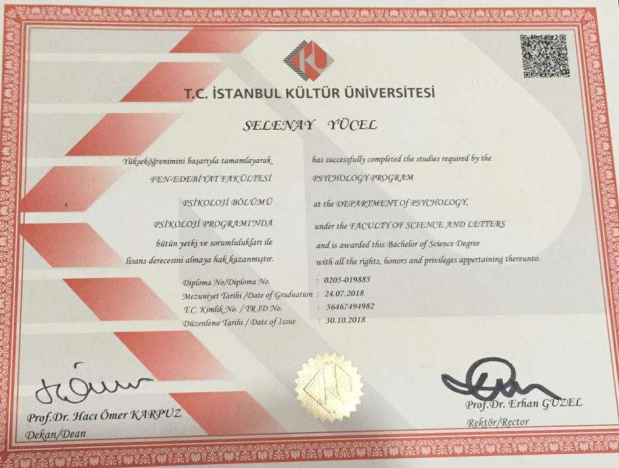 T.C. İSTANBUL KÜLTÜR ÜNİVERSİTESİ
SELENAY YÜCEL
Yükseköğrenimini başarıyla tamamlayarak
FEN-EDEBİYAT FAKÜLTESİ
PSİKOLOJİ BÖLÜMÜ
PSİKOLOJİ PROGRAMI'NDA
bütün yetki ve sorumlulukları ile
lisans derecesini almaya hak kazanmıştır.
has successfully completed the studies required by the
PSYCHOLOGY PROGRAM
at the DEPARTMENT OF PSYCHOLOGY,
under the FACULTY OF SCIENCE AND LETTERS
and is awarded this Bachelor of Science Degree
with all the rights, honors and privileges appertaining thereunto.
Diploma No/Diploma No. : 0205-019885
Mezuniyet Tarihi /Date of Graduation : 24.07.2018
T.C. Kimlik No. / TR ID No. : 56467494982
Düzenleme Tarihi / Date of Issue : 30.10.2018
Prof.Dr. Hacı Ömer KARPUZ
Dekan/Dean
Prof.Dr. Erhan GÜZEL
Rektör/Rector